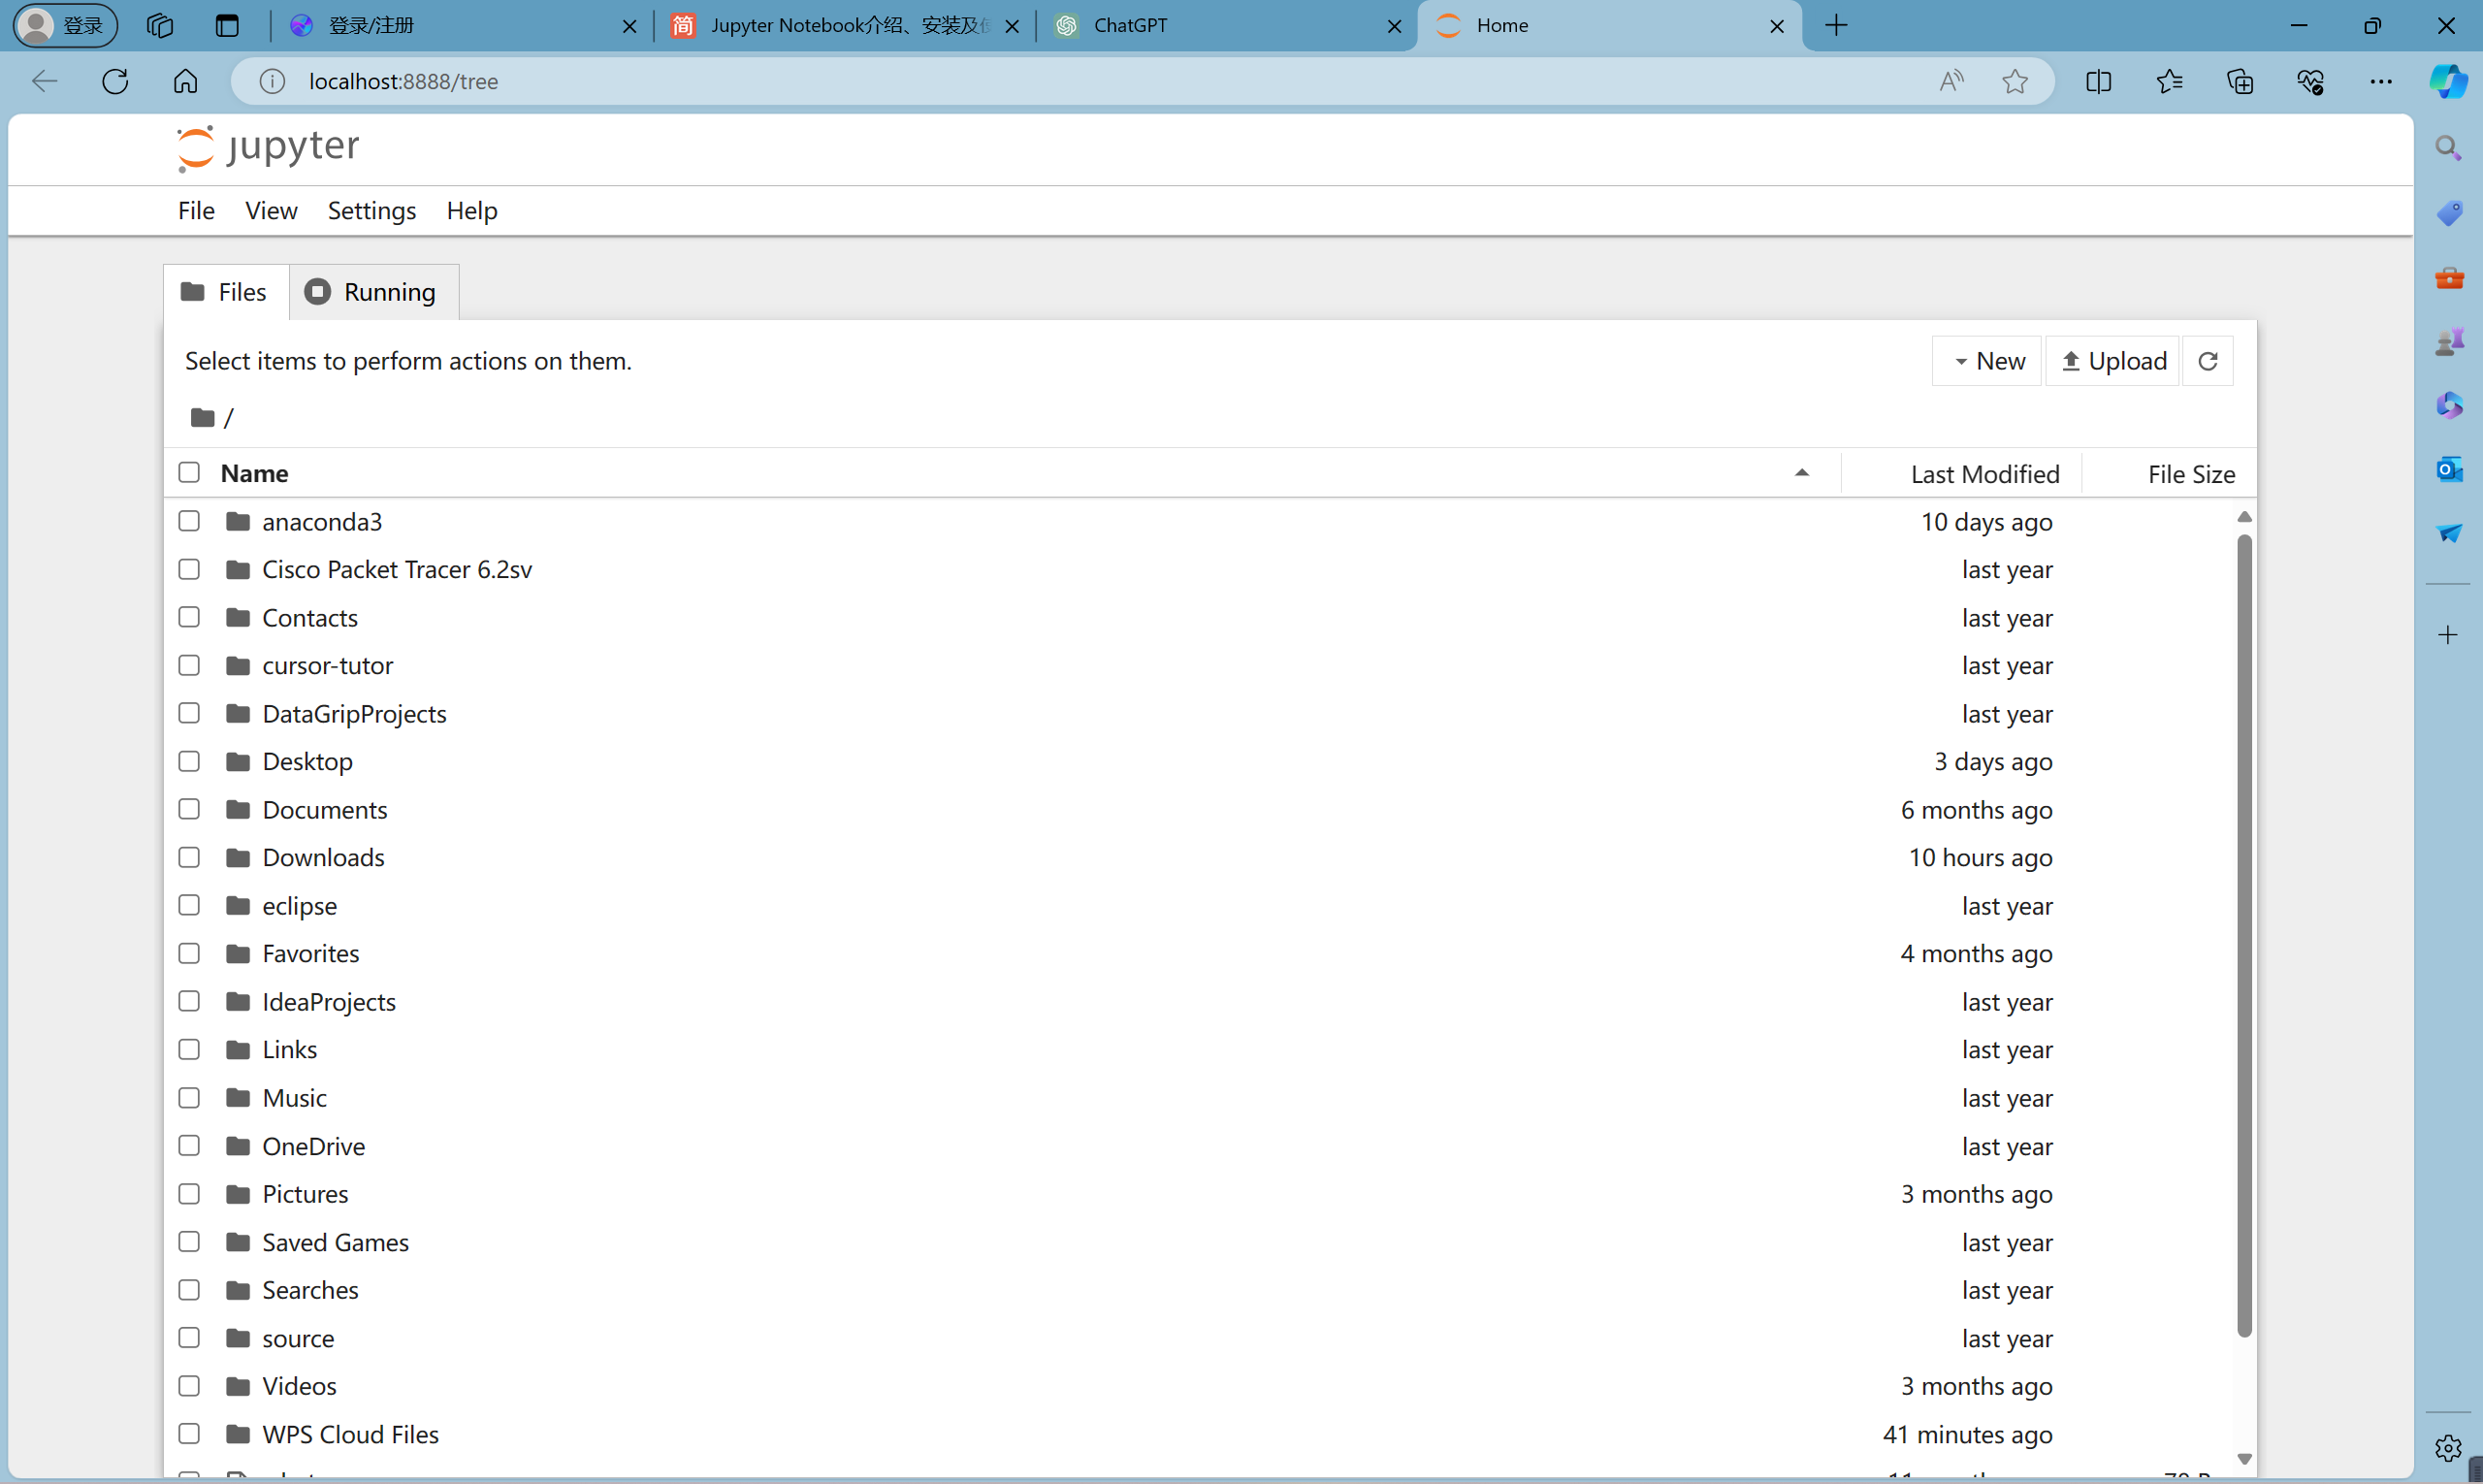 登录
登录/注册
Jupyter Notebook介绍、安装及
ChatGPT
Home
localhost:8888/tree
jupyter
File View Settings Help
Files Running
Select items to perform actions on them. New Upload
/
Name Last Modified File Size
anaconda3 10 days ago
Cisco Packet Tracer 6.2sv last year
Contacts last year
cursor-tutor last year
DataGripProjects last year
Desktop 3 days ago
Documents 6 months ago
Downloads 10 hours ago
eclipse last year
Favorites 4 months ago
IdeaProjects last year
Links last year
Music last year
OneDrive last year
Pictures 3 months ago
Saved Games last year
Searches last year
source last year
Videos 3 months ago
WPS Cloud Files 41 minutes ago